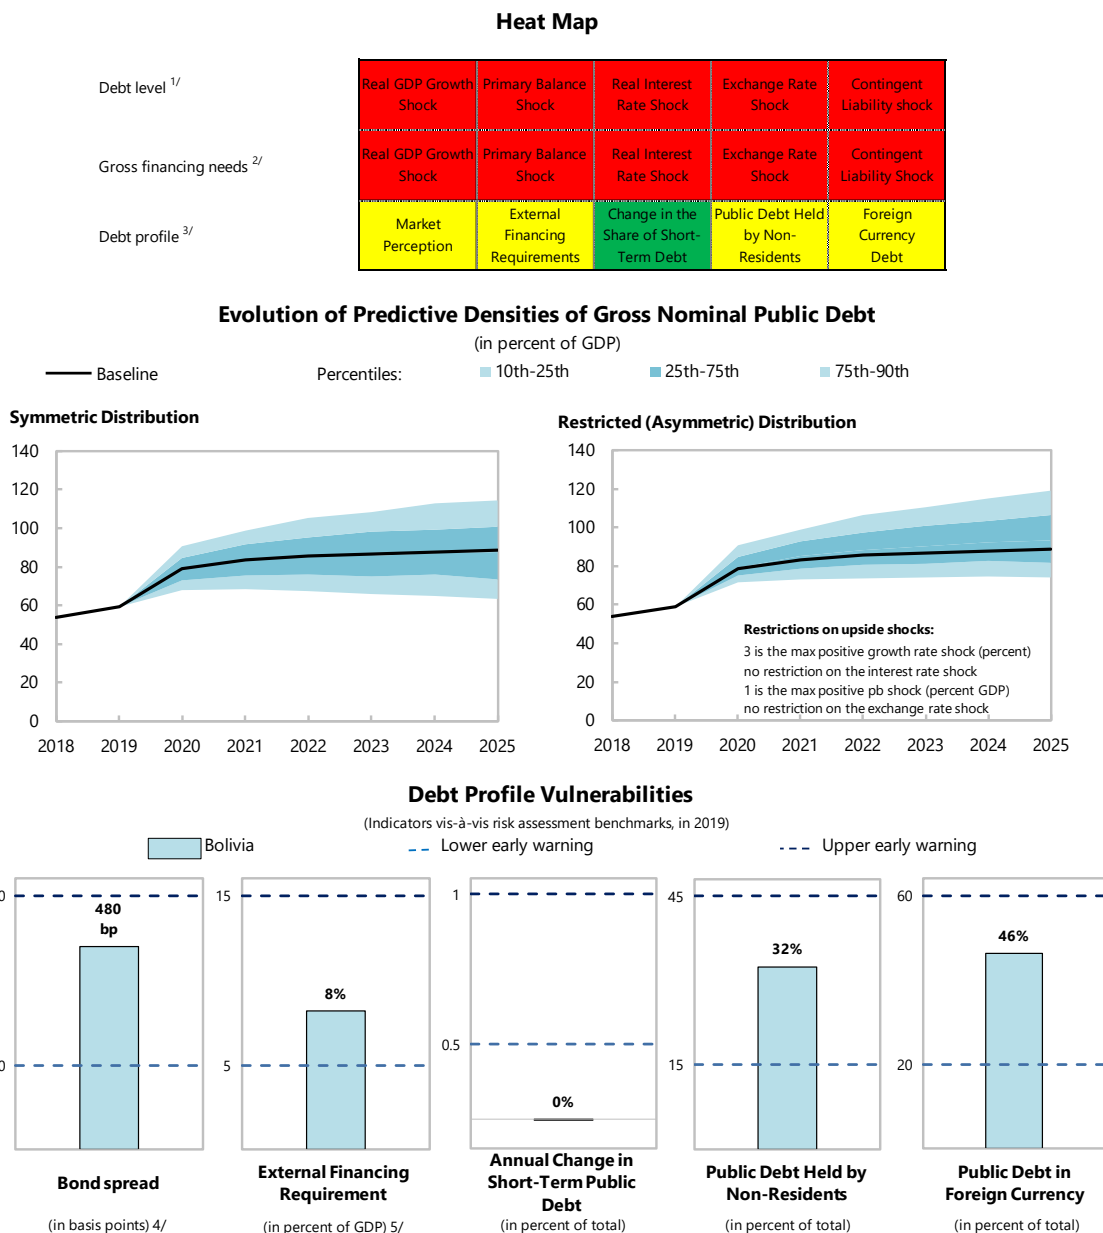 Heat Map
Debt level 1/
Real GDP Growth Shock
Primary Balance Shock
Real Interest Rate Shock
Exchange Rate Shock
Contingent Liability shock
Gross financing needs 2/
Real GDP Growth Shock
Primary Balance Shock
Real Interest Rate Shock
Exchange Rate Shock
Contingent Liability Shock
Debt profile 3/
Market Perception
External Financing Requirements
Change in the Share of Short-Term Debt
Public Debt Held by Non-Residents
Foreign Currency Debt
Evolution of Predictive Densities of Gross Nominal Public Debt
(in percent of GDP)
Baseline
Percentiles:
10th-25th
25th-75th
75th-90th
Symmetric Distribution
140
120
100
80
60
40
20
0
2018 2019 2020 2021 2022 2023 2024 2025
Restricted (Asymmetric) Distribution
140
120
100
80
60
40
20
0
Restrictions on upside shocks:
3 is the max positive growth rate shock (percent)
no restriction on the interest rate shock
1 is the max positive pb shock (percent GDP)
no restriction on the exchange rate shock
2018 2019 2020 2021 2022 2023 2024 2025
Debt Profile Vulnerabilities
(Indicators vis-à-vis risk assessment benchmarks, in 2019)
Bolivia
Lower early warning
Upper early warning
480
bp
Bond spread
(in basis points) 4/
15
8%
5
External Financing
Requirement
(in percent of GDP) 5/
1
0.5
0%
Annual Change in
Short-Term Public
Debt
(in percent of total)
45
32%
15
Public Debt Held by
Non-Residents
(in percent of total)
60
46%
20
Public Debt in
Foreign Currency
(in percent of total)